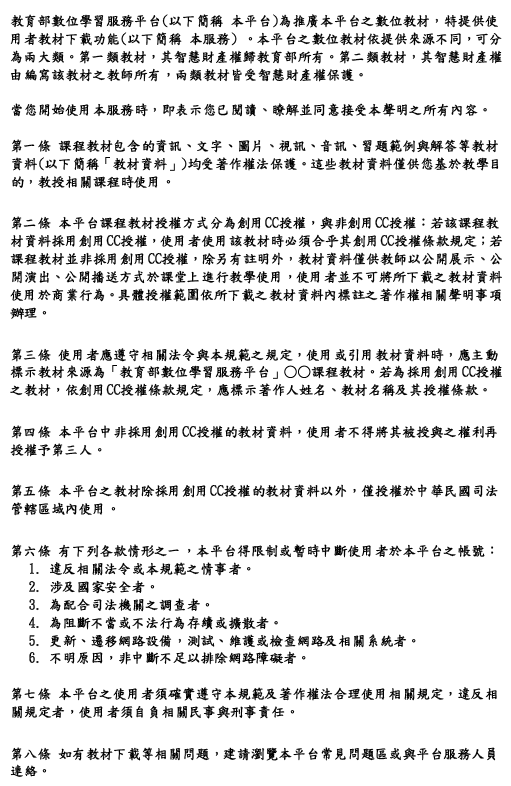 教育部數位學習服務平台(以下簡稱 本平台)為推廣本平台之數位教材，特提供使
用者教材下載功能(以下簡稱 本服務) 。本平台之數位教材依提供來源不同，可分
為兩大類。第一類教材，其智慧財產權歸教育部所有。第二類教材，其智慧財產權
由編寫該教材之教師所有，兩類教材皆受智慧財產權保護。
當您開始使用本服務時，即表示您已閱讀、瞭解並同意接受本聲明之所有內容。
第一條 課程教材包含的資訊、文字、圖片、視訊、音訊、習題範例與解答等教材
資料(以下簡稱「教材資料」)均受著作權法保護。這些教材資料僅供您基於教學目
的，教授相關課程時使用。
第二條 本平台課程教材授權方式分為創用CC授權，與非創用CC授權：若該課程教
材資料採用創用CC授權，使用者使用該教材時必須合乎其創用CC授權條款規定；若
課程教材並非採用創用CC授權，除另有註明外，教材資料僅供教師以公開展示、公
開演出、公開播送方式於課堂上進行教學使用，使用者並不可將所下載之教材資料
使用於商業行為。具體授權範圍依所下載之教材資料內標註之著作權相關聲明事項
辦理。
第三條 使用者應遵守相關法令與本規範之規定，使用或引用教材資料時，應主動
標示教材來源為「教育部數位學習服務平台」○○課程教材。若為採用創用CC授權
之教材，依創用CC授權條款規定，應標示著作人姓名、教材名稱及其授權條款。
第四條 本平台中非採用創用CC授權的教材資料，使用者不得將其被授與之權利再
授權予第三人。
第五條 本平台之教材除採用創用CC授權的教材資料以外，僅授權於中華民國司法
管轄區域內使用。
第六條 有下列各款情形之一，本平台得限制或暫時中斷使用者於本平台之帳號：
1. 違反相關法令或本規範之情事者。
2. 涉及國家安全者。
3. 為配合司法機關之調查者。
4. 為阻斷不當或不法行為存續或擴散者。
5. 更新、遷移網路設備，測試、維護或檢查網路及相關系統者。
6. 不明原因，非中斷不足以排除網路障礙者。
第七條 本平台之使用者須確實遵守本規範及著作權法合理使用相關規定，違反相
關規定者，使用者須自負相關民事與刑事責任。
第八條 如有教材下載等相關問題，建請瀏覽本平台常見問題區或與平台服務人員
連絡。